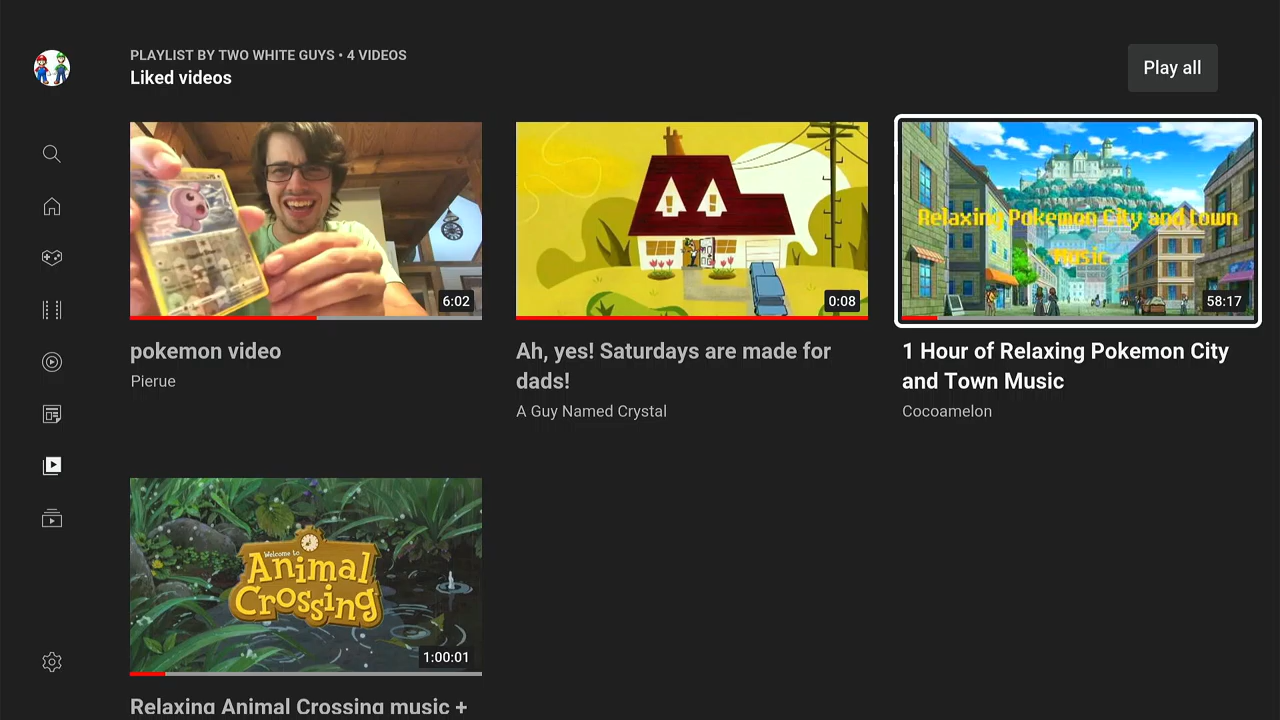 PLAYLIST BY TWO WHITE GUYS • 4 VIDEOS
Liked videos
Play all
6:02
0:08
Relaxing Pokemon City and town
Music
58:17
pokemon video
Pierue
Ah, yes! Saturdays are made for
dads!
A Guy Named Crystal
1 Hour of Relaxing Pokemon City
and Town Music
Cocoamelon
Welcome to
Animal
Crossing
1:00:01
Relaxing Animal Crossing music +